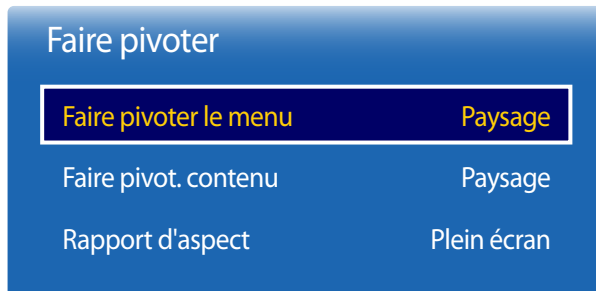 Faire pivoter
Faire pivoter le menu Paysage
Faire pivot. contenu Paysage
Rapport d'aspect Plein écran